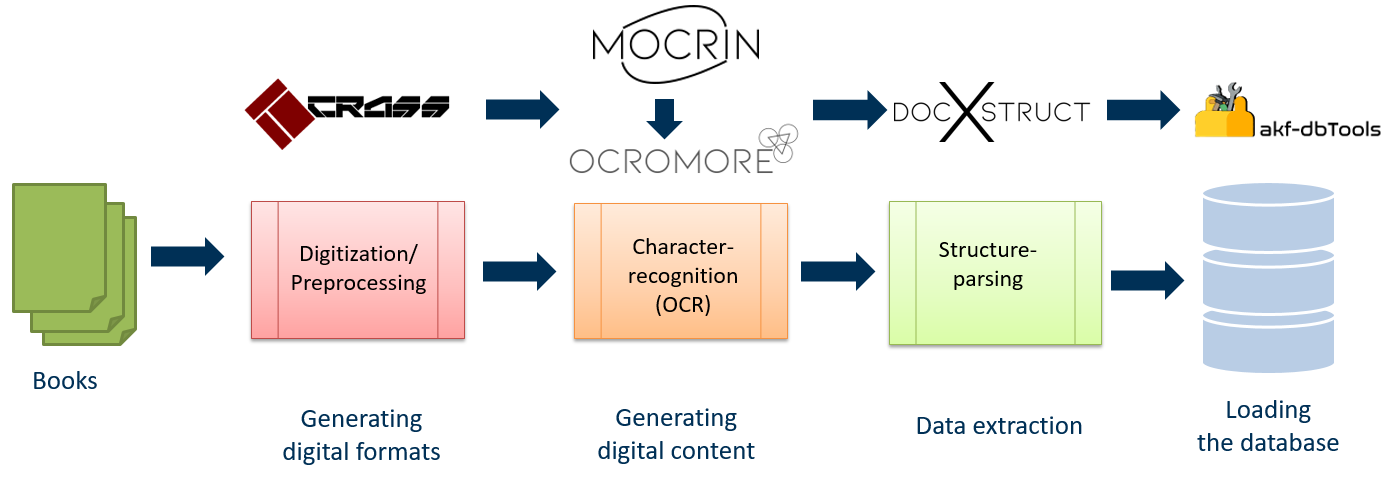 MOCRIN
CRASS
OCROMORE
DOCXSTRUCT
akf-dbTools
Digitization/
Preprocessing
Character-
recognition
(OCR)
Structure-
parsing
Books
Generating
digital formats
Generating
digital content
Data extraction
Loading
the database